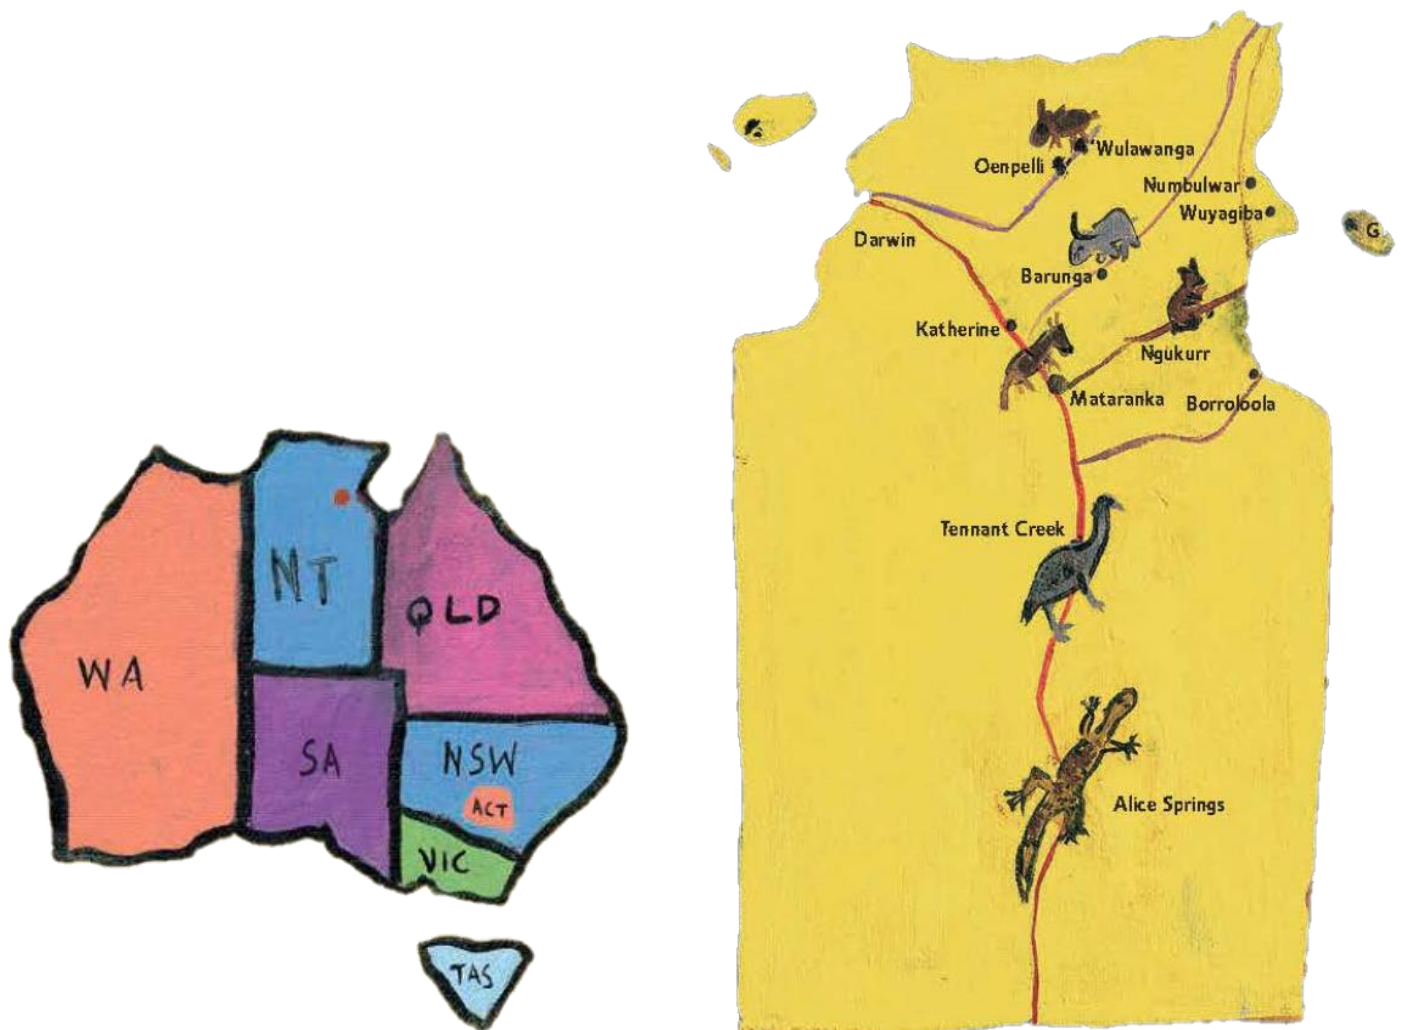 WA
NT
QLD
SA
NSW
ACT
VIC
TAS
Wulawanga
Oenpelli
Numbulwar
Wuyagiba
G
Darwin
Barunga
Katherine
Ngukurr
Mataranka
Borroloola
Tennant Creek
Alice Springs